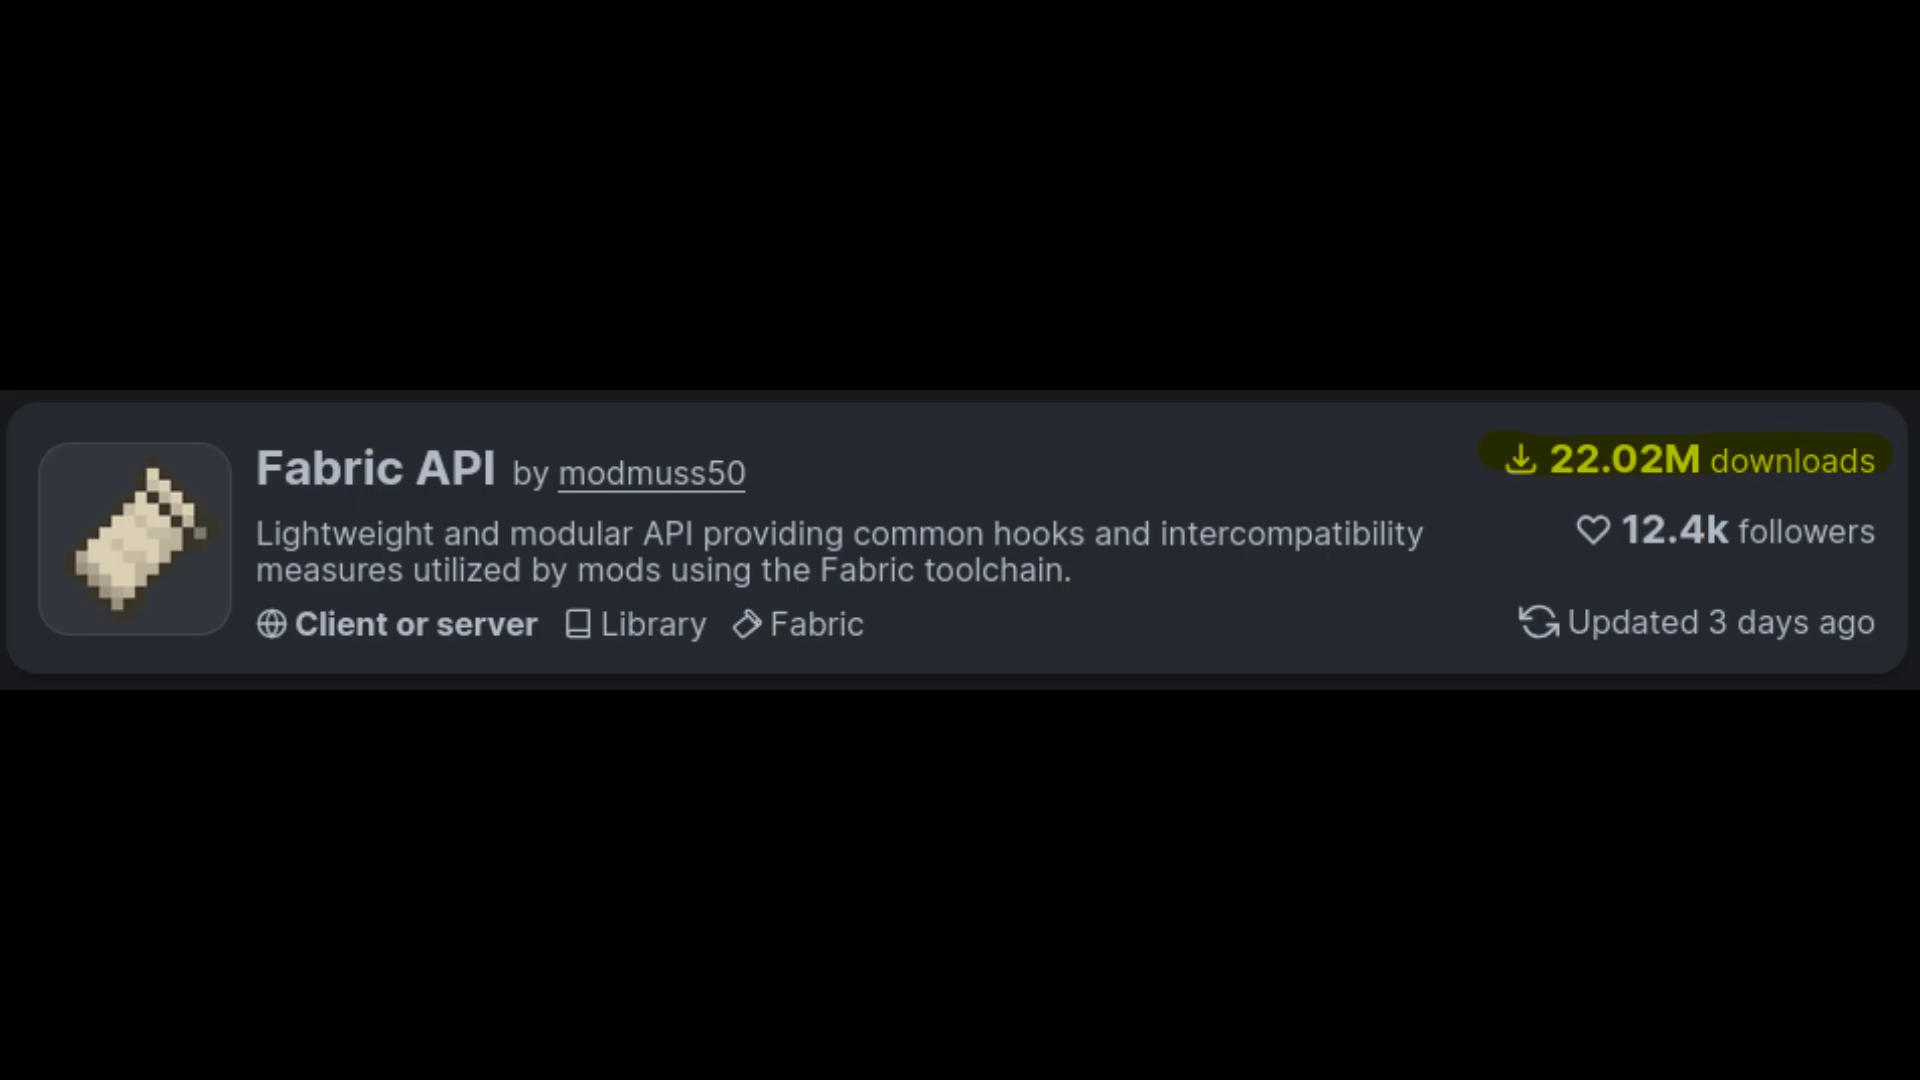 Fabric API by modmuss50
22.02M downloads
Lightweight and modular API providing common hooks and intercompatibility
measures utilized by mods using the Fabric toolchain.
12.4k followers
Client or server Library Fabric
Updated 3 days ago